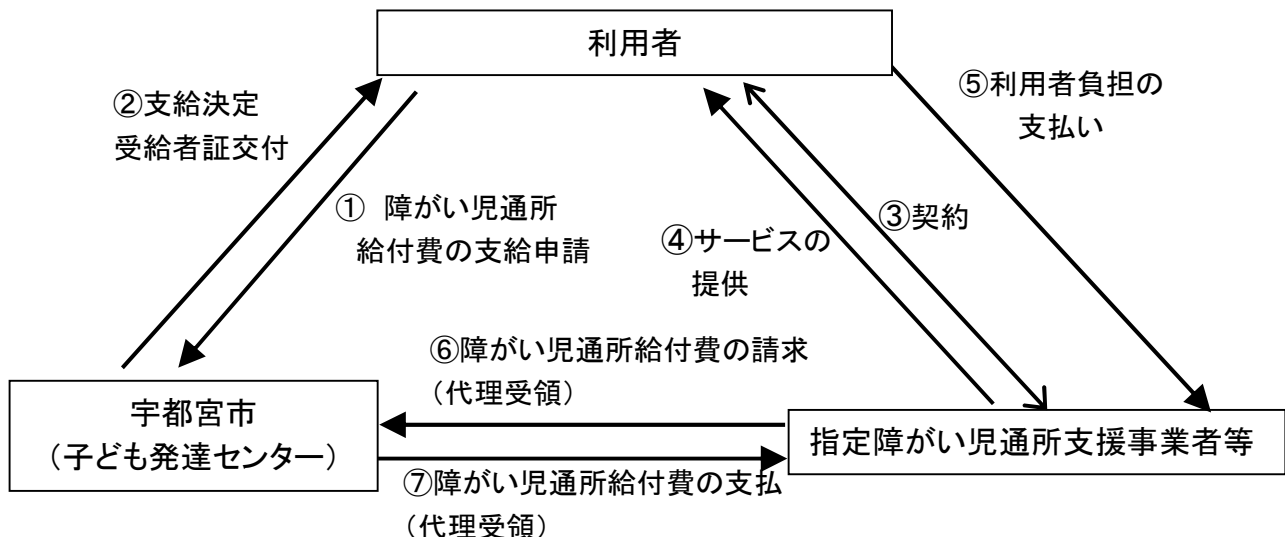 利用者
②支給決定
受給者証交付
⑤利用者負担の
支払い
① 障がい児通所
給付費の支給申請
③契約
④サービスの
提供
⑥障がい児通所給付費の請求
（代理受領）
宇都宮市
（子ども発達センター）
指定障がい児通所支援事業者等
⑦障がい児通所給付費の支払
（代理受領）